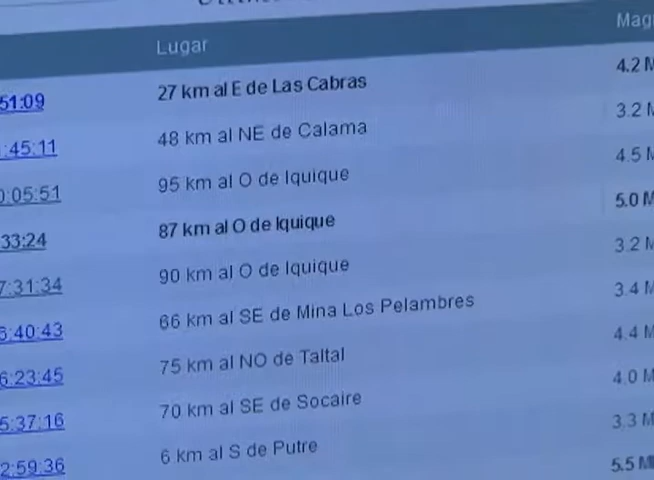 Lugar Mag
51:09 27 km al E de Las Cabras 4.2 M
:45:11 48 km al NE de Calama 3.2 M
0:05:51 95 km al O de Iquique 4.5 M
33:24 87 km al O de Iquique 5.0 M
7:31:34 90 km al O de Iquique 3.2 M
6:40:43 66 km al SE de Mina Los Pelambres 3.4 M
6:23:45 75 km al NO de Taltal 4.4 M
5:37:16 70 km al SE de Socaire 4.0 M
2:59:36 6 km al S de Putre 3.3 M
5.5 M